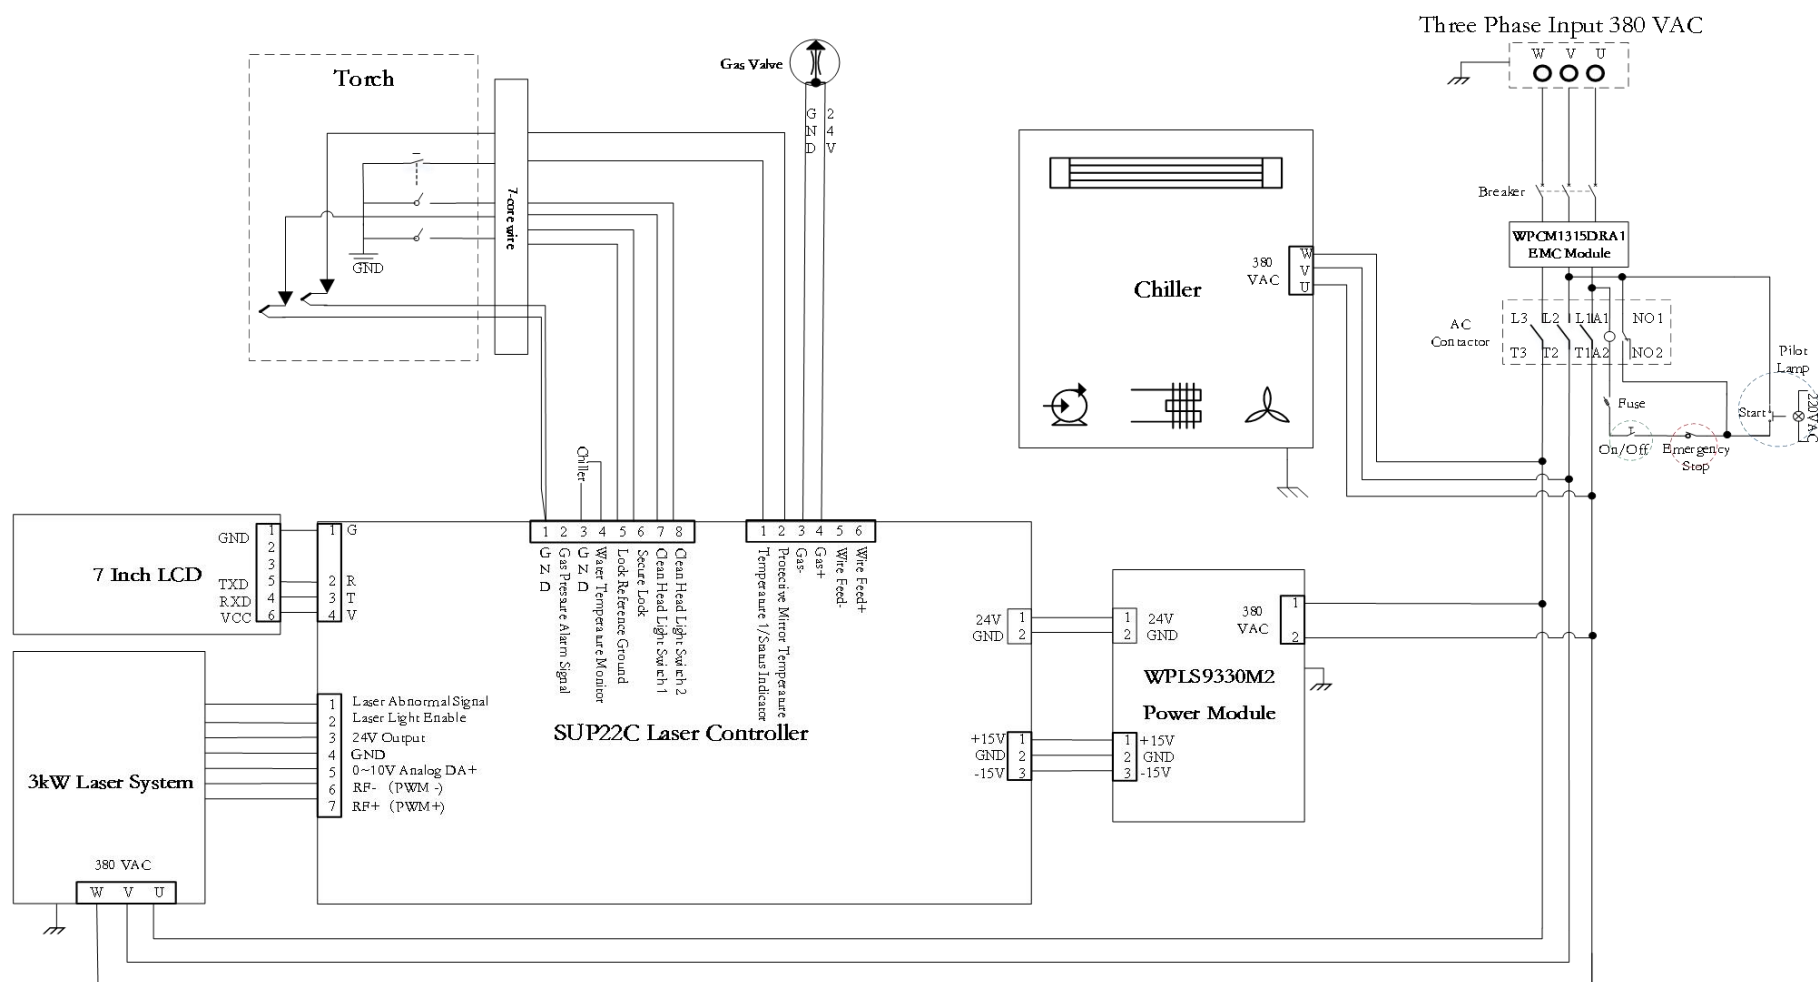 Three Phase Input 380 VAC
W V U
Torch
Gas Valve
G 2
N 4
D V
Breaker
7-core wire
WPCM1315DRA1
EMC Module
GND
Chiller
380
VAC
W
V
U
AC
Contactor
L3 L2 L1A1 NO1
T3 T2 T1A2 NO2
Pilot
Lamp
Fuse
Start
220VAC
On/Off
Emergency
Stop
Chiller
7 Inch LCD
GND
TXD
RXD
VCC
1
2
3
5
4
6
1 G
2 R
3 T
4 V
1 2 3 4 5 6 7 8
GND
Gas Pressure Alarm Signal
GND
Water Temperature Monitor
Lock Reference Ground
Secure Lock
Clean Head Light Switch 1
Clean Head Light Switch 2
1 2 3 4 5 6
Temperature 1/Status Indicator
Protective Mirror Temperature
Gas-
Gas+
Wire Feed-
Wire Feed+
SUP22C Laser Controller
24V 1
GND 2
1 24V
2 GND
380
VAC
1
2
WPLS9330M2
Power Module
+15V 1
GND 2
-15V 3
1 +15V
2 GND
3 -15V
3kW Laser System
1 Laser Abnormal Signal
2 Laser Light Enable
3 24V Output
4 GND
5 0~10V Analog DA+
6 RF- (PWM -)
7 RF+ (PWM+)
380 VAC
W V U